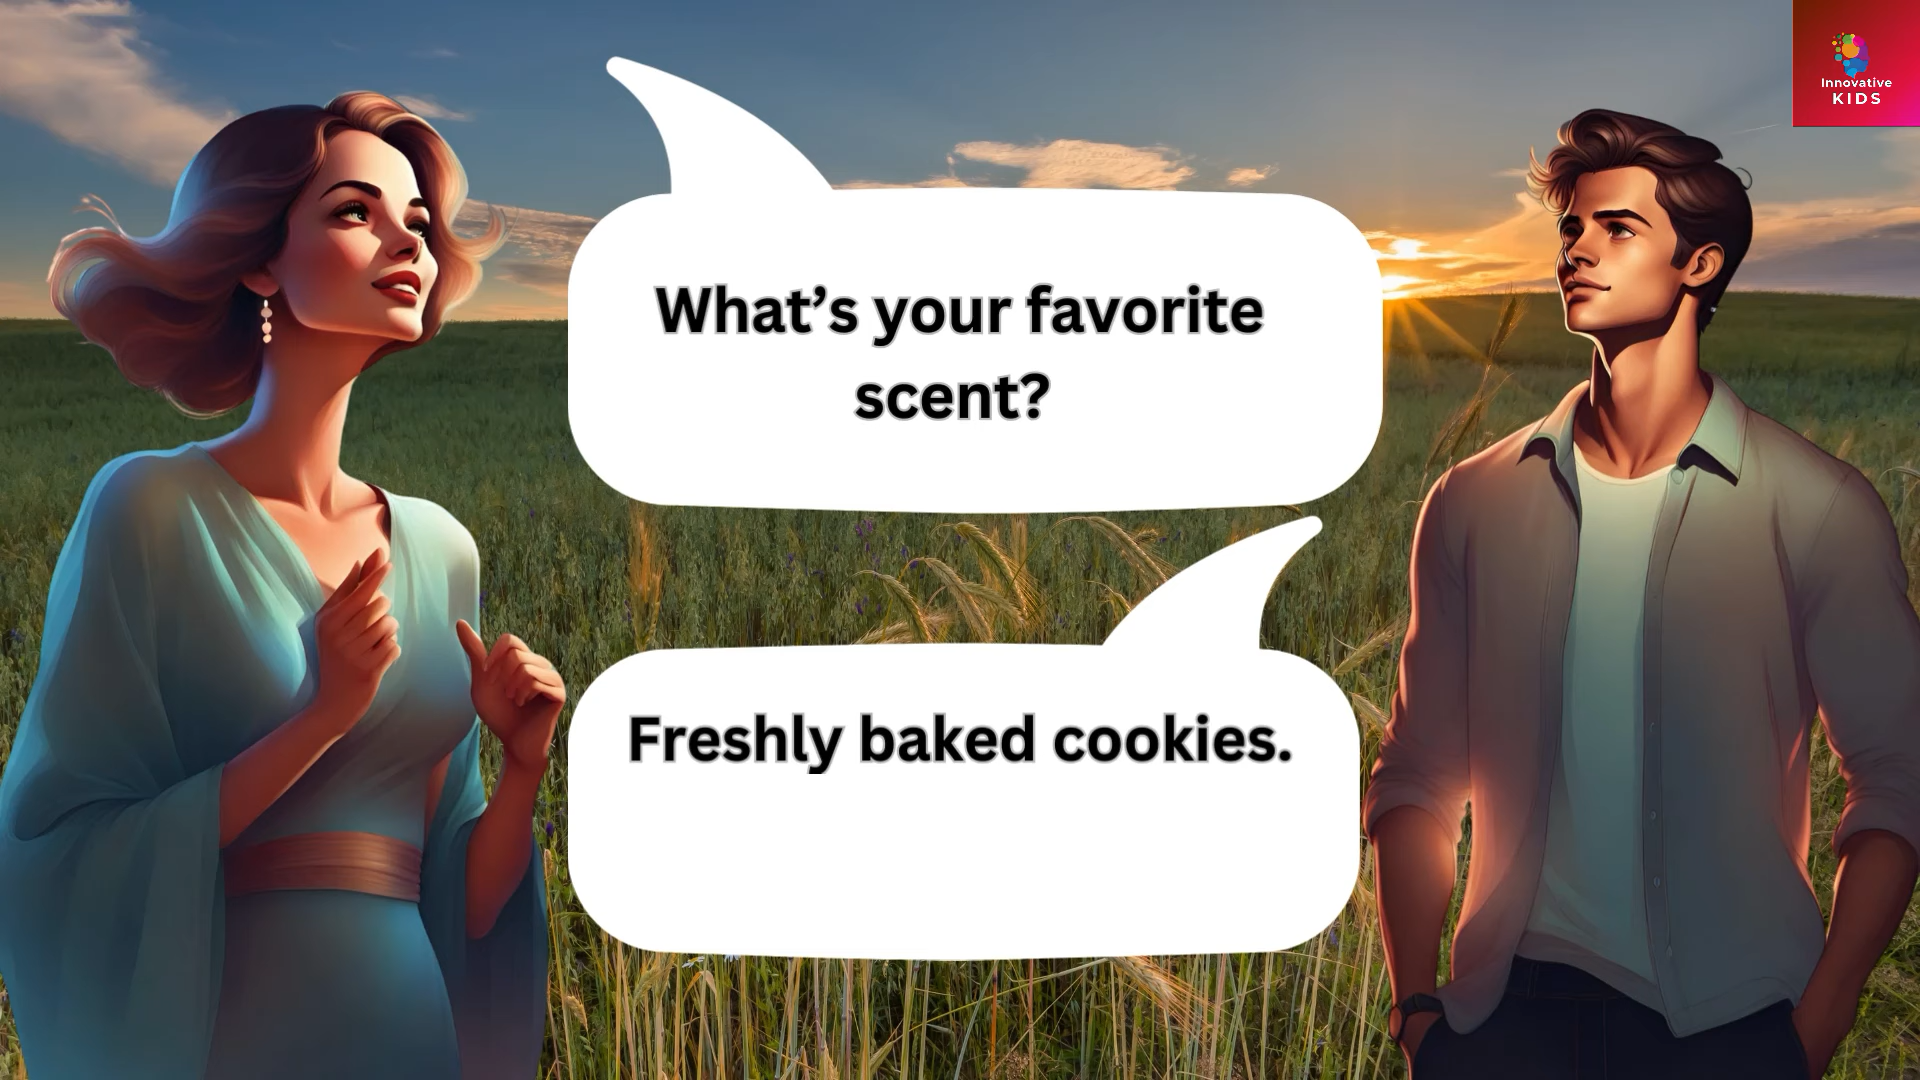 Innovative
KIDS
What’s your favorite
scent?
Freshly baked cookies.